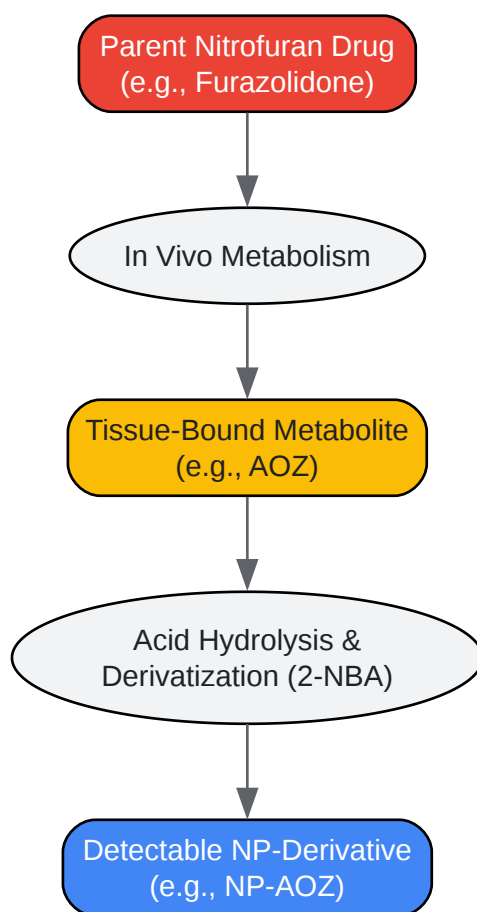 Parent Nitrofuran Drug
(e.g., Furazolidone)
In Vivo Metabolism
Tissue-Bound Metabolite
(e.g., AOZ)
Acid Hydrolysis &
Derivatization (2-NBA)
Detectable NP-Derivative
(e.g., NP-AOZ)